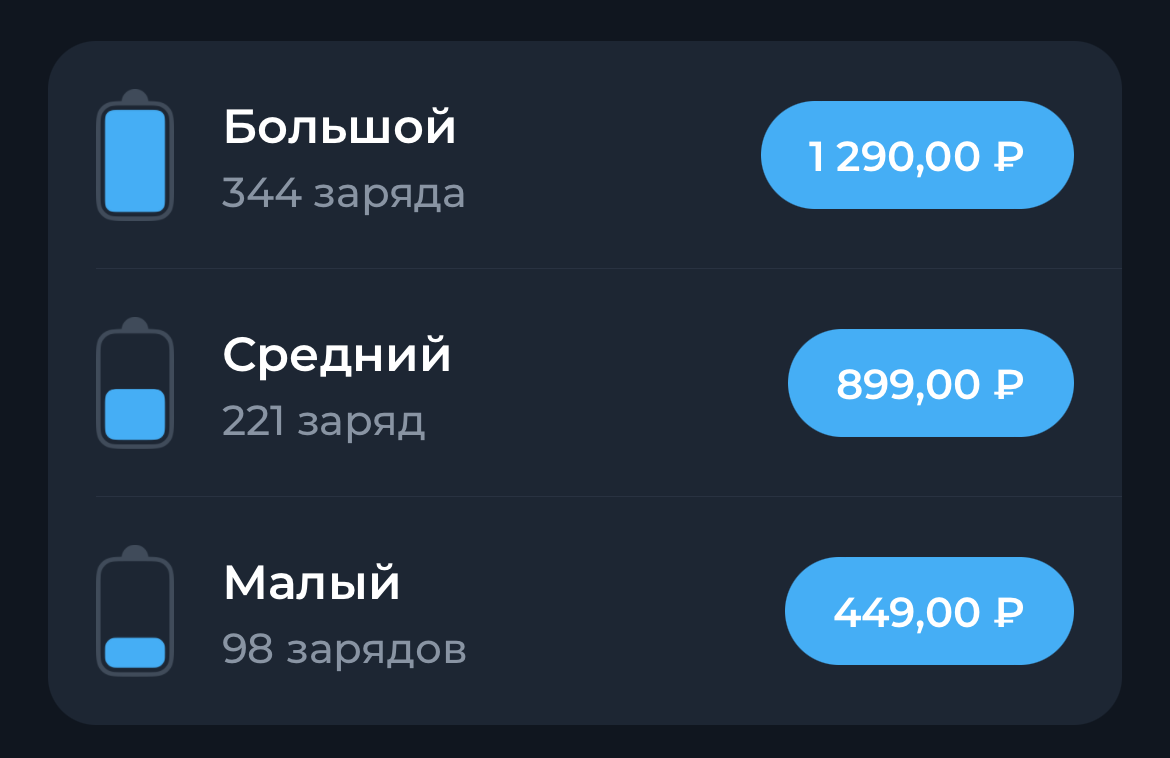 Большой
344 заряда
1 290,00 ₽
Средний
221 заряд
899,00 ₽
Малый
98 зарядов
449,00 ₽